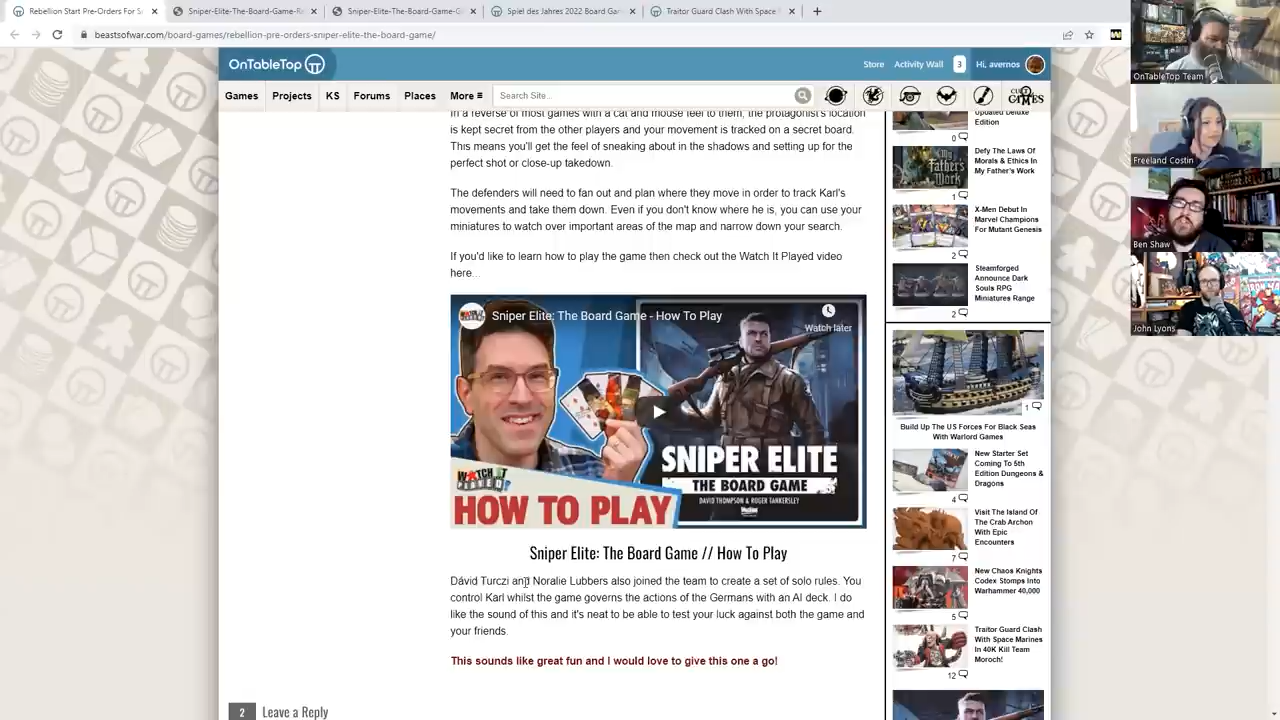 Rebellion Start Pre-Orders For S
Sniper-Elite-The-Board-Game-R
Sniper-Elite-The-Board-Game-G
Spiel des Jahres 2022 Board Gar
Traitor Guard Clash With Space
beastsofwar.com/board-games/rebellion-pre-orders-sniper-elite-the-board-game/
OnTableTop
Store
Activity Wall
3
Hi, avernos
Games
Projects
KS
Forums
Places
More
Search Site...
GAMES
In a reverse of most games with a cat and mouse feel to them, the protagonist's location
is kept secret from the other players and your movement is tracked on a secret board.
This means you'll get the feel of sneaking about in the shadows and setting up for the
perfect shot or close-up takedown.
The defenders will need to fan out and plan where they move in order to track Karl's
movements and take them down. Even if you don't know where he is, you can use your
miniatures to watch over important areas of the map and narrow down your search.
If you'd like to learn how to play the game then check out the Watch It Played video
here...
Sniper Elite: The Board Game - How To Play
Watch later
WATCH IT
PLAYED
HOW TO PLAY
SNIPER ELITE
THE BOARD GAME
DAVID THOMPSON & ROGER TANKERSLEY
Sniper Elite: The Board Game // How To Play
Dávid Turczi and Noralie Lubbers also joined the team to create a set of solo rules. You
control Karl whilst the game governs the actions of the Germans with an AI deck. I do
like the sound of this and it's neat to be able to test your luck against both the game and
your friends.
This sounds like great fun and I would love to give this one a go!
2
Leave a Reply
Updated Deluxe
Edition
0
My
Father's
Work
Defy The Laws Of
Morals & Ethics In
My Father's Work
1
X-Men Debut In
Marvel Champions
For Mutant Genesis
2
Steamforged
Announce Dark
Souls RPG
Miniatures Range
2
1
Build Up The US Forces For Black Seas
With Warlord Games
New Starter Set
Coming To 5th
Edition Dungeons &
Dragons
4
Visit The Island Of
The Crab Archon
With Epic
Encounters
7
New Chaos Knights
Codex Stomps Into
Warhammer 40,000
5
Traitor Guard Clash
With Space Marines
In 40K Kill Team
Moroch!
12
OnTableTop Team
Freeland Costin
Ben Shaw
John Lyons